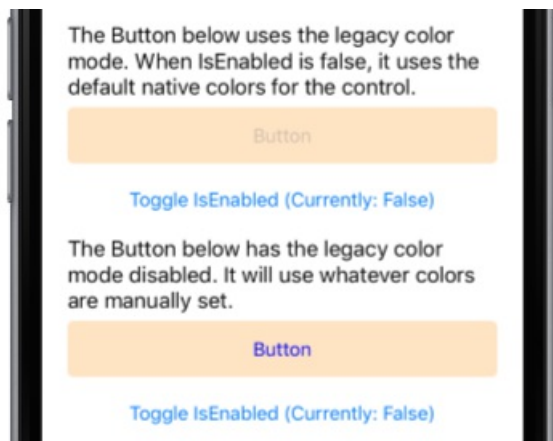 The Button below uses the legacy color
mode. When IsEnabled is false, it uses the
default native colors for the control.
Button
Toggle IsEnabled (Currently: False)
The Button below has the legacy color
mode disabled. It will use whatever colors
are manually set.
Button
Toggle IsEnabled (Currently: False)